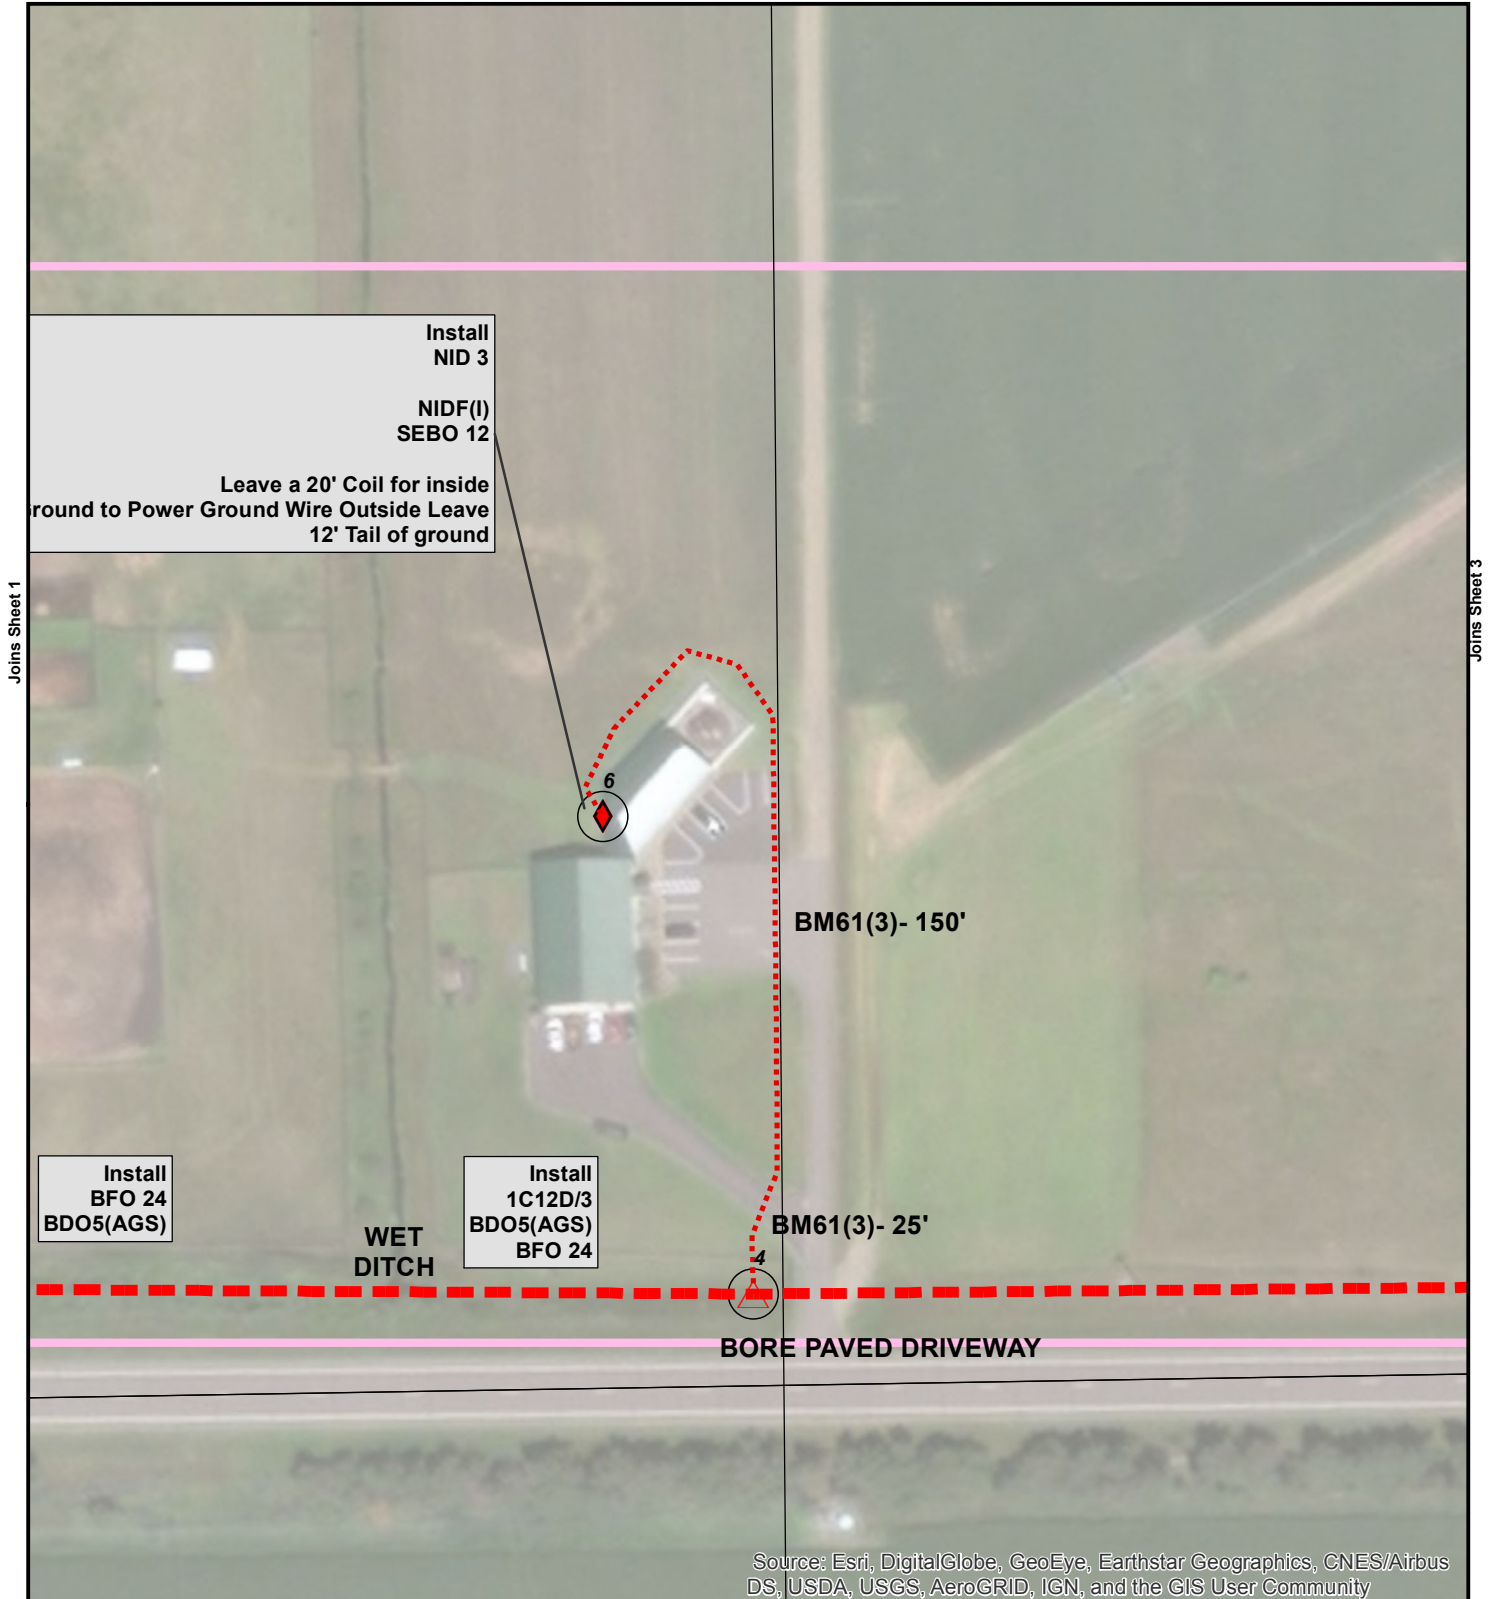 Install
NID 3
NIDF(I)
SEBO 12
Leave a 20' Coil for inside
round to Power Ground Wire Outside Leave
12' Tail of ground
Joins Sheet 1
Joins Sheet 3
6
BM61(3)- 150'
Install
BFO 24
BDO5(AGS)
WET
DITCH
Install
1C12D/3
BDO5(AGS)
BFO 24
BM61(3)- 25'
4
BORE PAVED DRIVEWAY
Source: Esri, DigitalGlobe, GeoEye, Earthstar Geographics, CNES/Airbus
DS, USDA, USGS, AeroGRID, IGN, and the GIS User Community